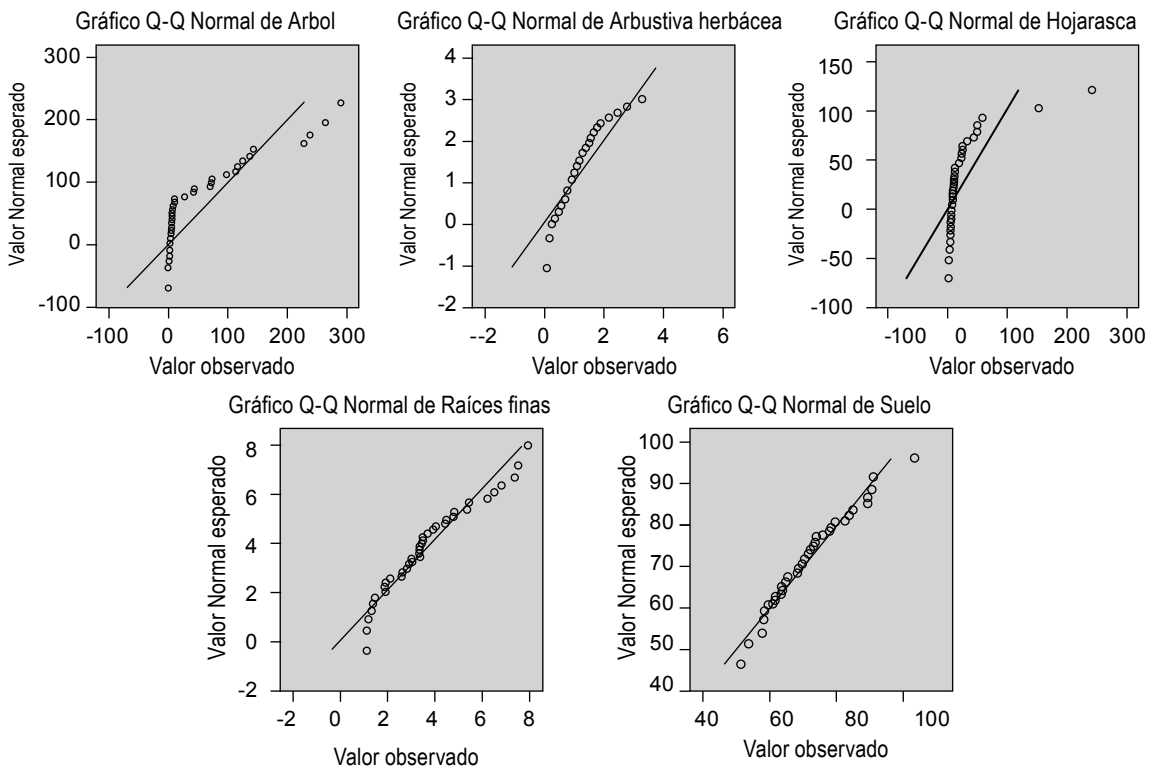 Gráfico Q-Q Normal de Arbol
Valor Normal esperado
300
200
100
0
-100
-100 0 100 200 300
Valor observado
Gráfico Q-Q Normal de Arbustiva herbácea
Valor Normal esperado
4
3
2
1
0
-1
-2
--2 0 2 4 6
Valor observado
Gráfico Q-Q Normal de Hojarasca
Valor Normal esperado
150
100
50
0
-50
-100
-100 0 100 200 300
Valor observado
Gráfico Q-Q Normal de Raíces finas
Valor Normal esperado
8
6
4
2
0
-2
-2 0 2 4 6 8
Valor observado
Gráfico Q-Q Normal de Suelo
Valor Normal esperado
100
90
80
70
60
50
40
40 60 80 100
Valor observado